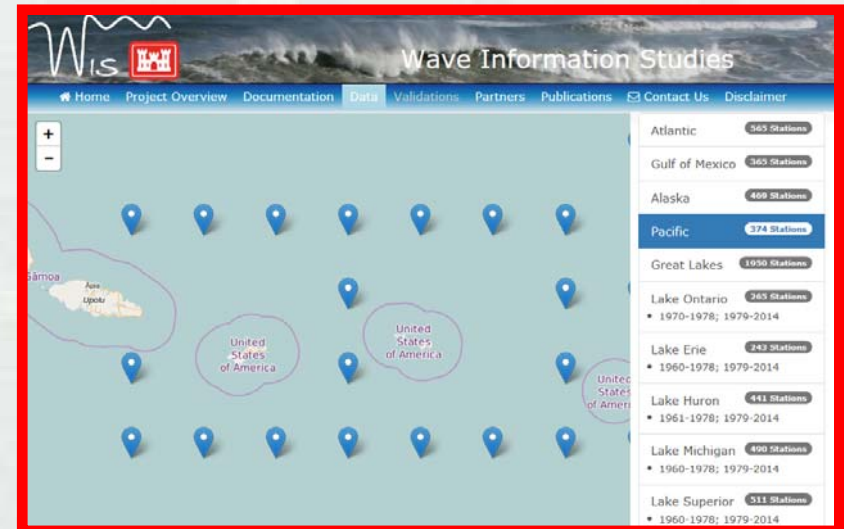 WIS
Wave Information Studies
Home Project Overview Documentation Data Validations Partners Publications Contact Us Disclaimer
+
−
Atlantic 565 Stations
Gulf of Mexico 365 Stations
Alaska 469 Stations
Pacific 374 Stations
Great Lakes 1950 Stations
Lake Ontario 265 Stations
• 1970-1978; 1979-2014
Lake Erie 243 Stations
• 1960-1978; 1979-2014
Lake Huron 441 Stations
• 1961-1978; 1979-2014
Lake Michigan 490 Stations
• 1960-1978; 1979-2014
Lake Superior 511 Stations
• 1960-1978; 1979-2014
Sāmoa
Apia
Upolu
United
States
of America
United
States
of America
United
States
of Ameri